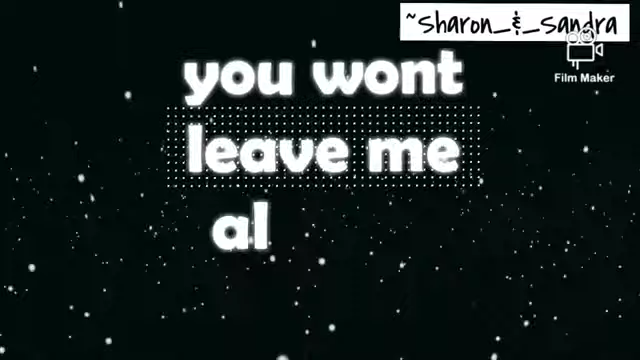 ~sharon_&_sandra
Film Maker
you wont
leave me
al